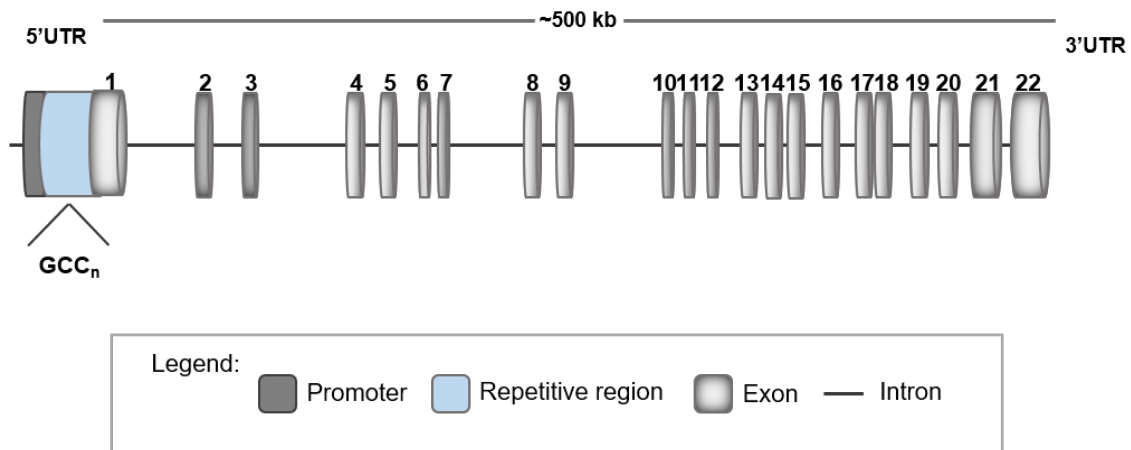 ~500 kb
5'UTR
3'UTR
1 2 3 4 5 6 7 8 9 10 11 12 13 14 15 16 17 18 19 20 21 22
GCCn
Legend:
Promoter Repetitive region Exon Intron